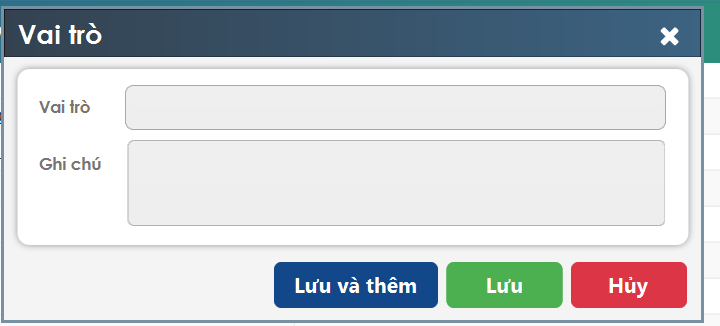 Vai trò
Vai trò
Ghi chú
Lưu và thêm
Lưu
Hủy